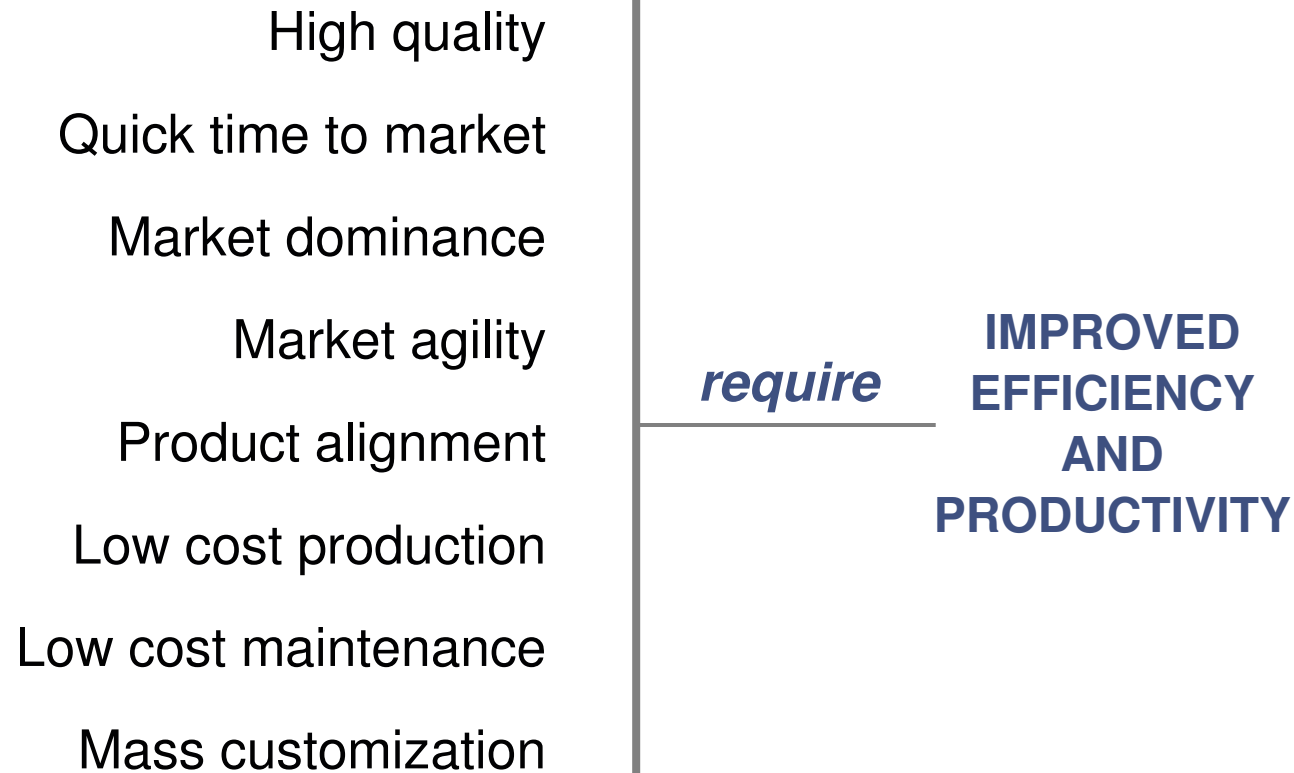 High quality
Quick time to market
Market dominance
Market agility
Product alignment
Low cost production
Low cost maintenance
Mass customization
require
IMPROVED
EFFICIENCY
AND
PRODUCTIVITY